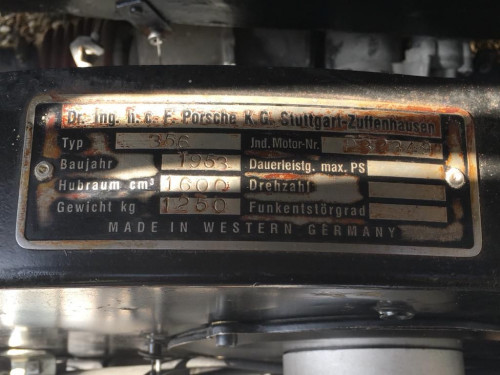 Dr. Ing. h. c. F. Porsche K G. Stuttgart-Zuffenhausen
Typ 356 Ind. Motor-Nr.
Baujahr 1963 Dauerleistg. max. PS
Hubraum cm³ 1600 Drehzahl
Gewicht kg 1250 Funkentstörgrad
MADE IN WESTERN GERMANY